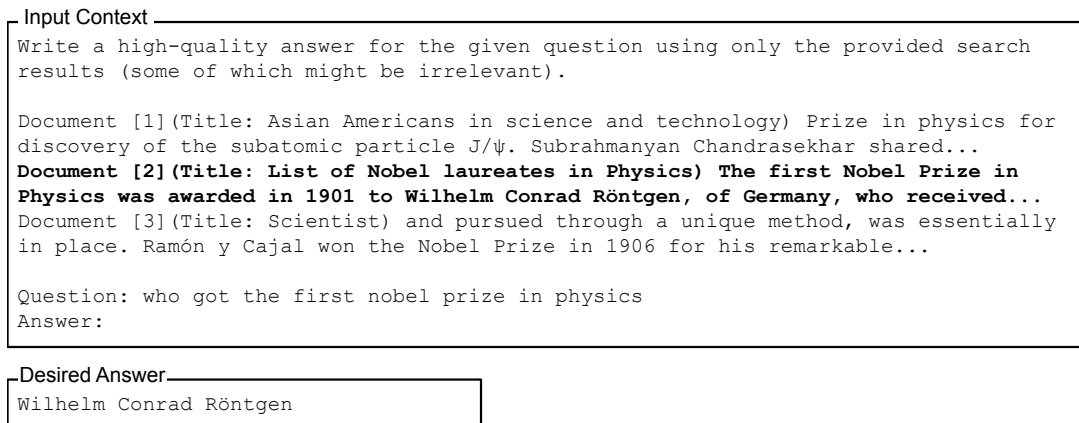 Input Context
Write a high-quality answer for the given question using only the provided search
results (some of which might be irrelevant).
Document [1](Title: Asian Americans in science and technology) Prize in physics for
discovery of the subatomic particle J/ψ. Subrahmanyan Chandrasekhar shared...
Document [2](Title: List of Nobel laureates in Physics) The first Nobel Prize in
Physics was awarded in 1901 to Wilhelm Conrad Röntgen, of Germany, who received...
Document [3](Title: Scientist) and pursued through a unique method, was essentially
in place. Ramón y Cajal won the Nobel Prize in 1906 for his remarkable...
Question: who got the first nobel prize in physics
Answer:
Desired Answer
Wilhelm Conrad Röntgen